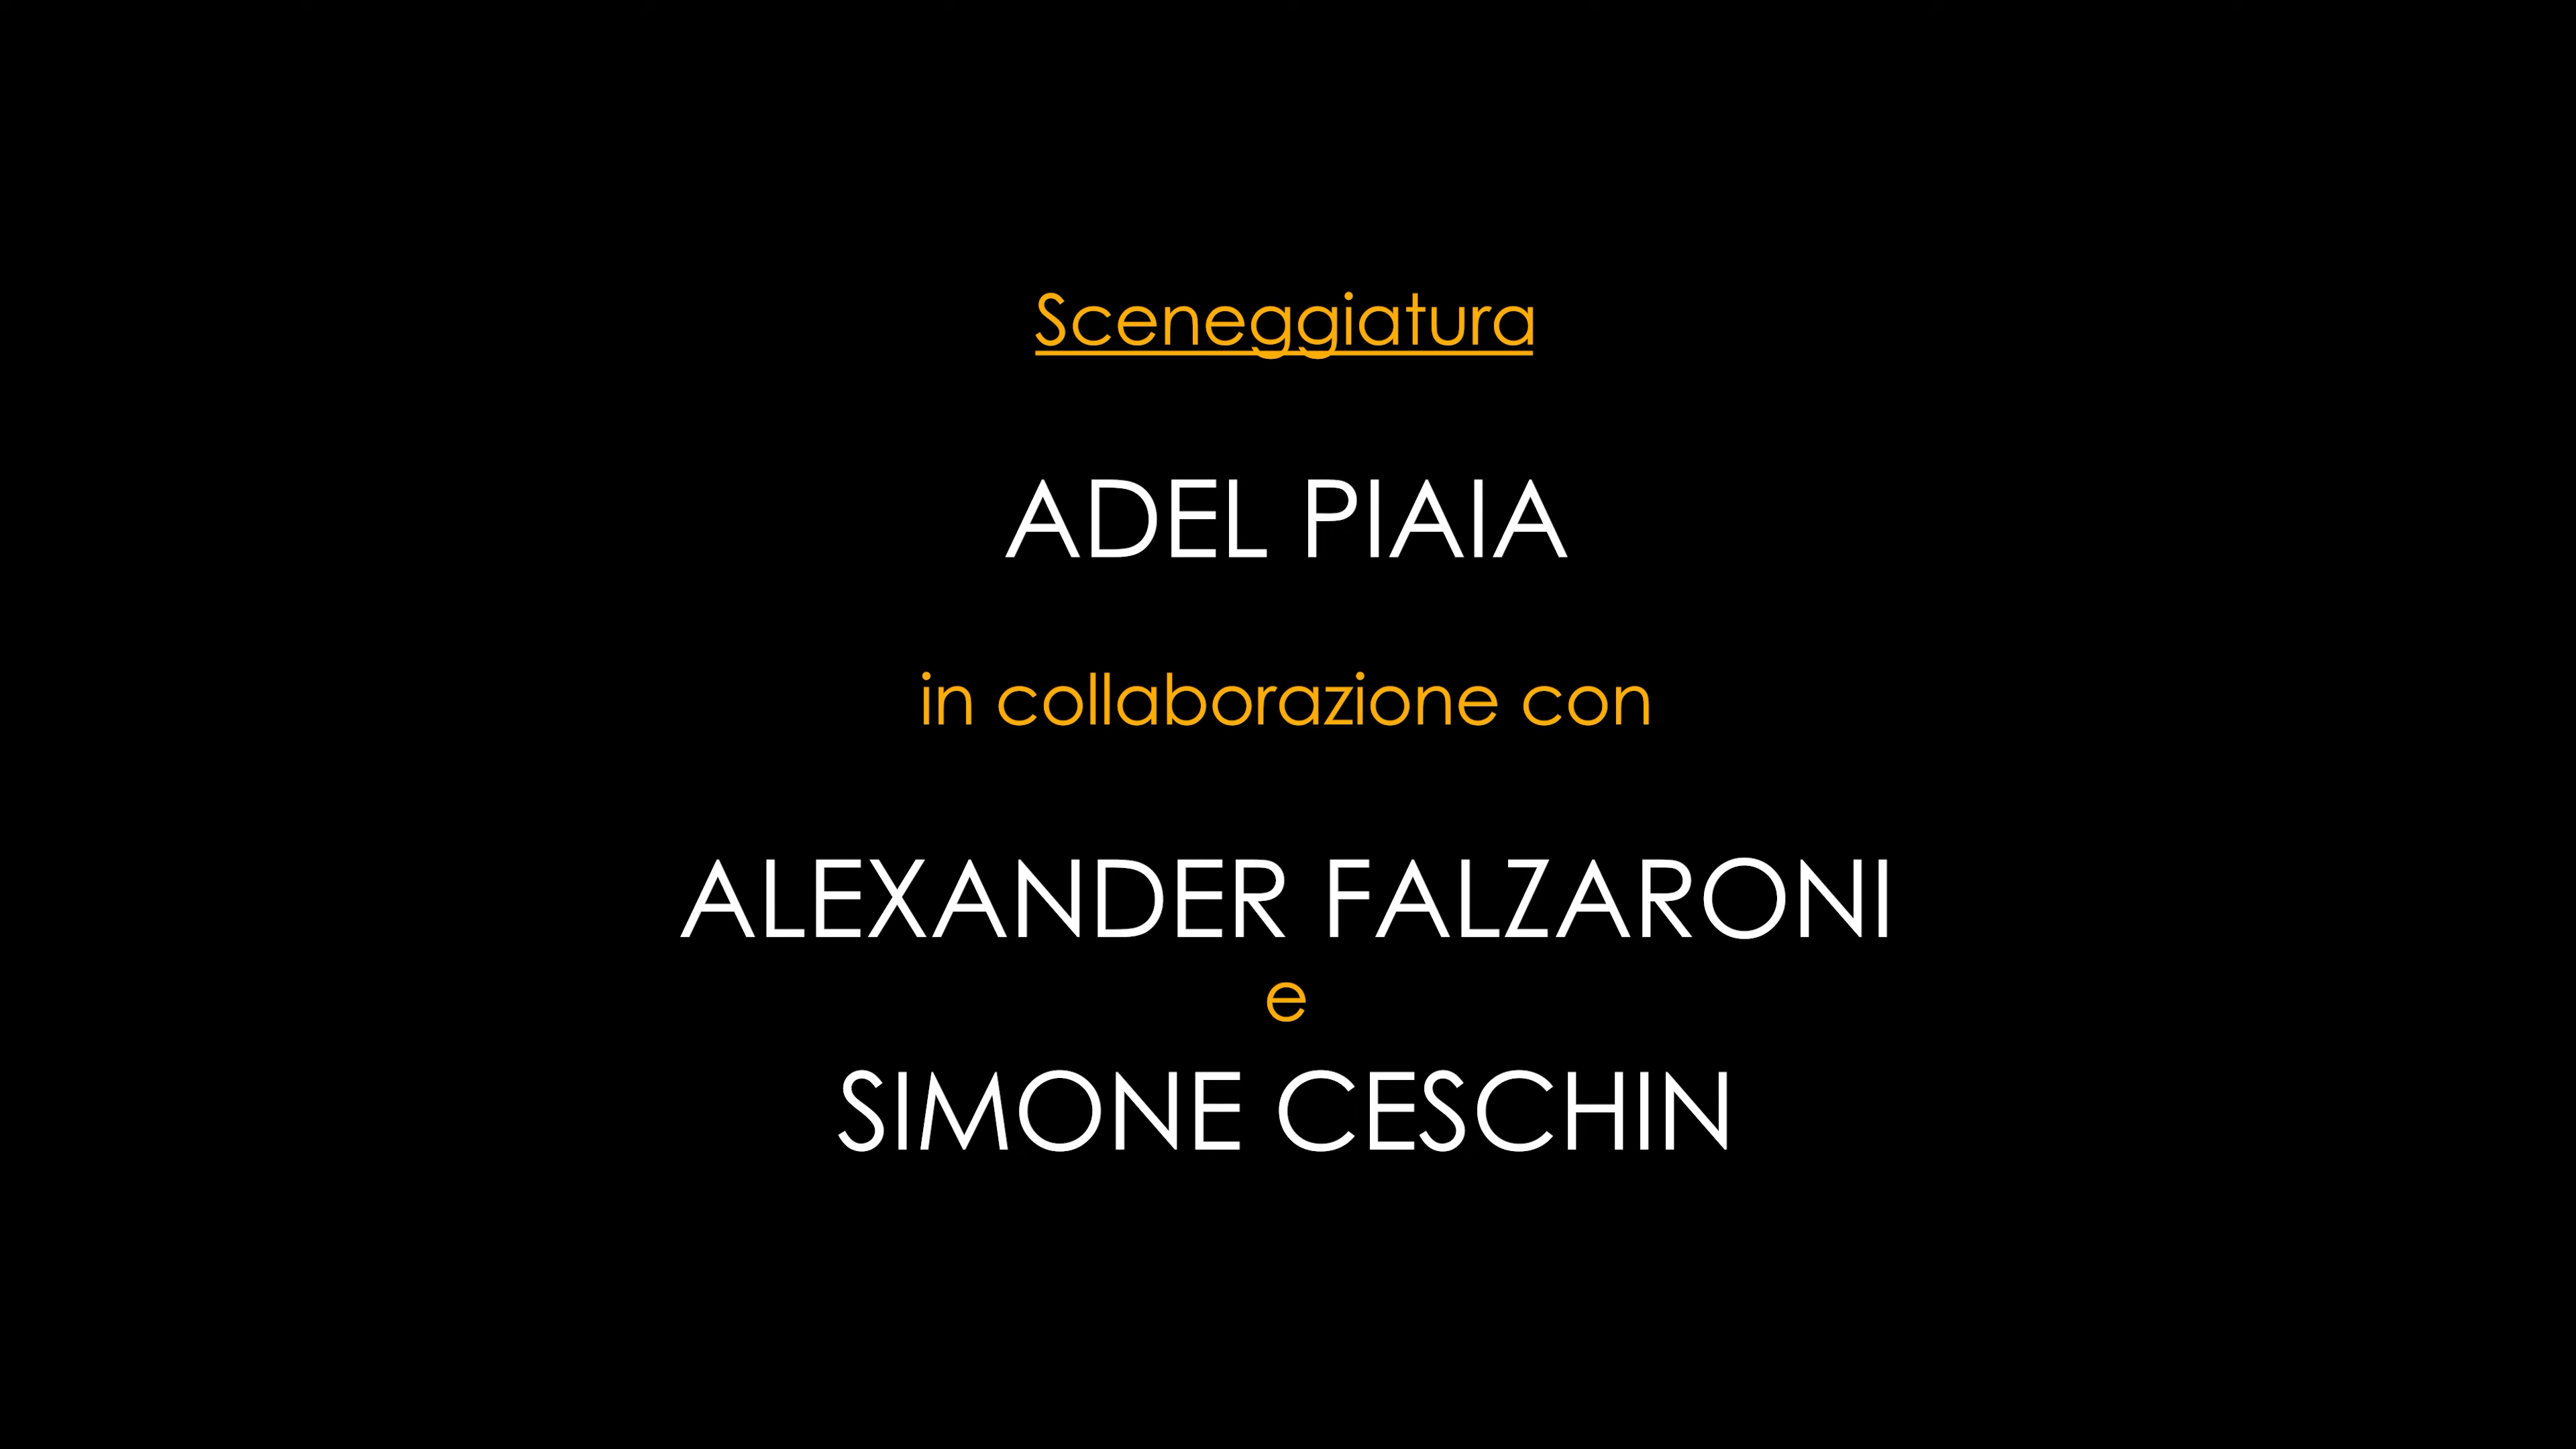 Sceneggiatura
ADEL PIAIA
in collaborazione con
ALEXANDER FALZARONI
e
SIMONE CESCHIN